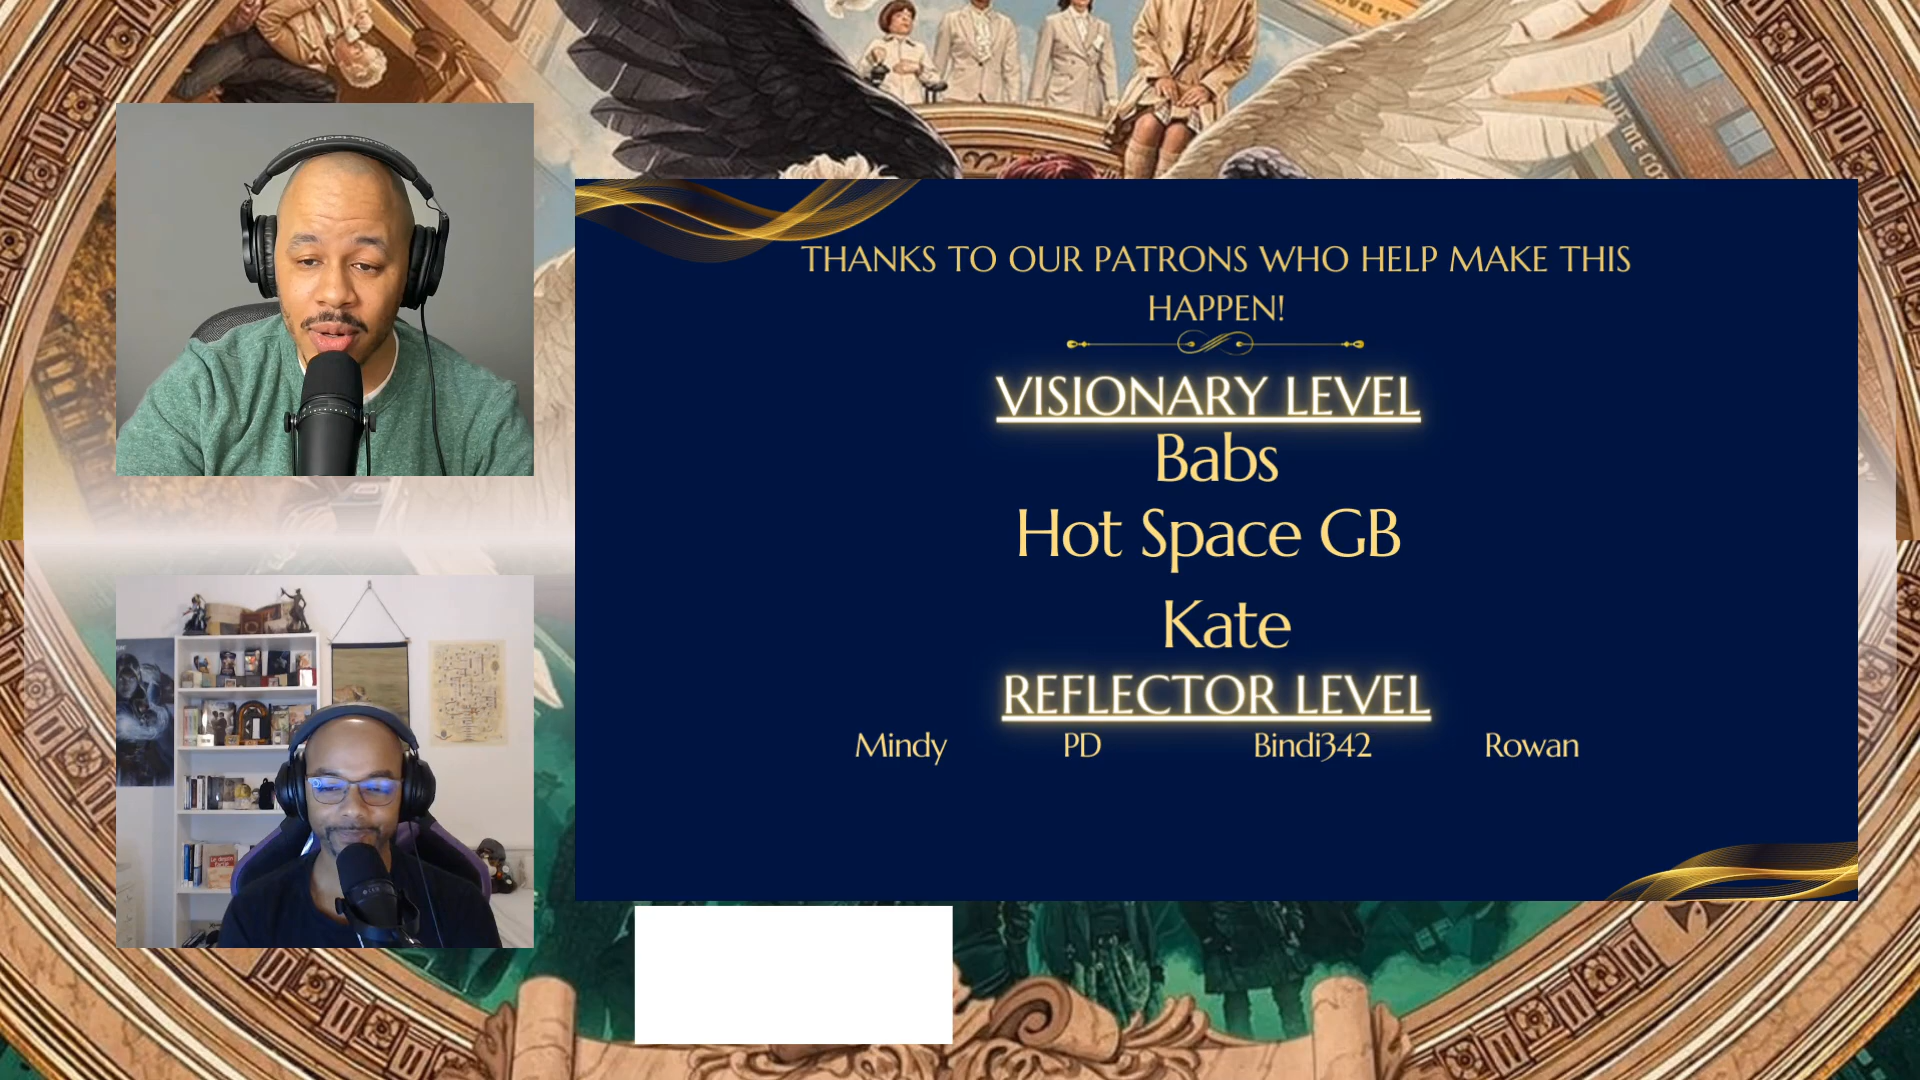 THANKS TO OUR PATRONS WHO HELP MAKE THIS
HAPPEN!
VISIONARY LEVEL
Babs
Hot Space GB
Kate
REFLECTOR LEVEL
Mindy PD Bindi342 Rowan